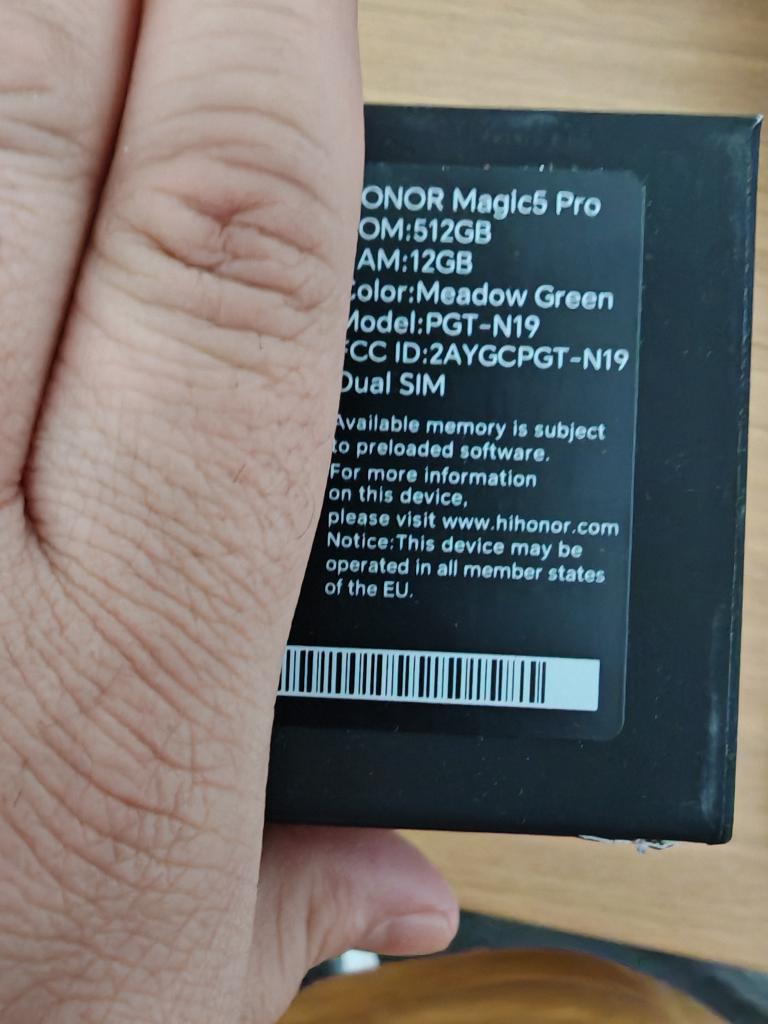 ONOR Magic5 Pro
OM:512GB
AM:12GB
Color:Meadow Green
Model:PGT-N19
FCC ID:2AYGCPGT-N19
Dual SIM
Available memory is subject
to preloaded software.
For more information
on this device,
please visit www.hihonor.com
Notice:This device may be
operated in all member states
of the EU.